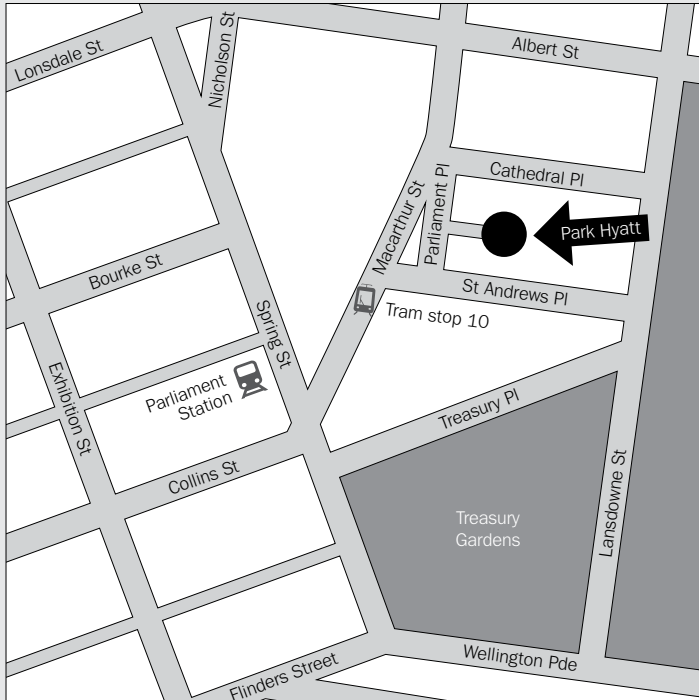 Lonsdale St
Nicholson St
Albert St
Cathedral Pl
Macarthur St
Parliament Pl
Park Hyatt
Bourke St
St Andrews Pl
Tram stop 10
Spring St
Exhibition St
Parliament
Station
Treasury Pl
Collins St
Lansdowne St
Treasury
Gardens
Wellington Pde
Flinders Street